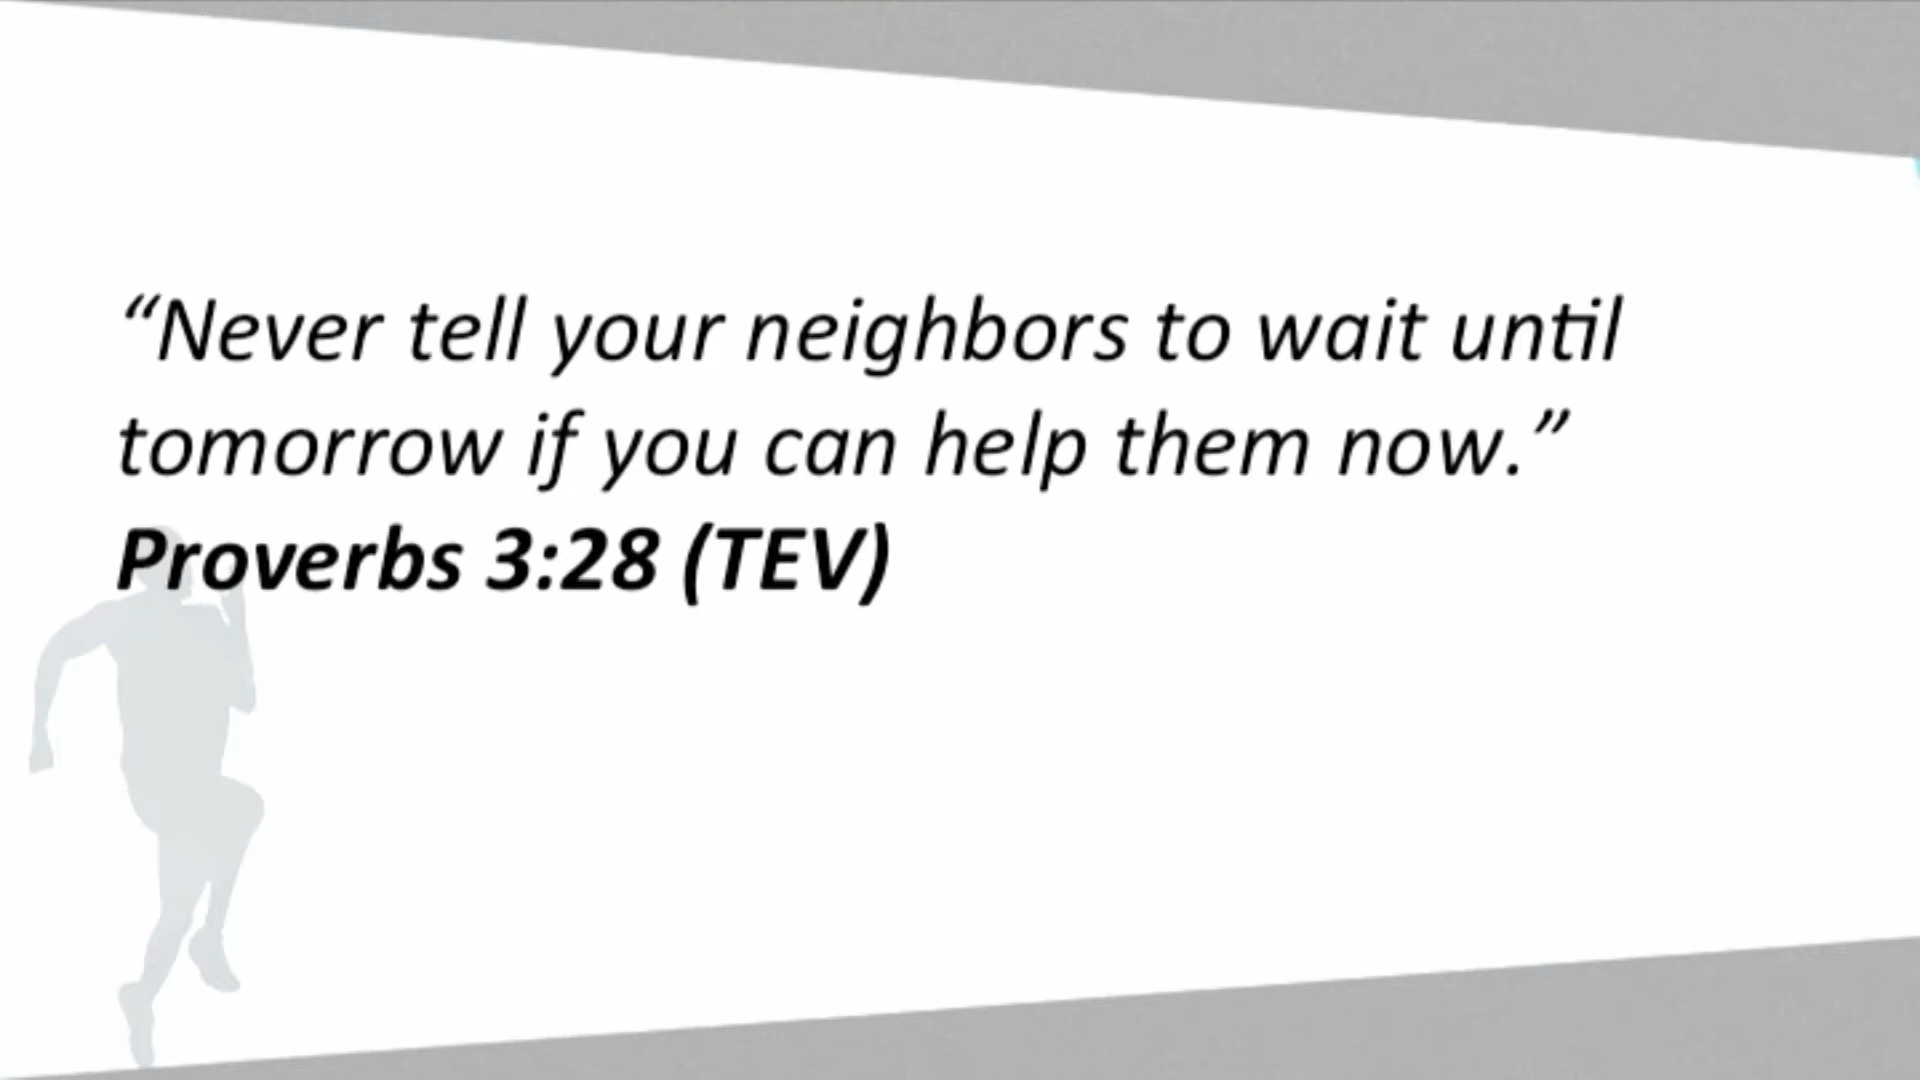 “Never tell your neighbors to wait until
tomorrow if you can help them now.”
Proverbs 3:28 (TEV)